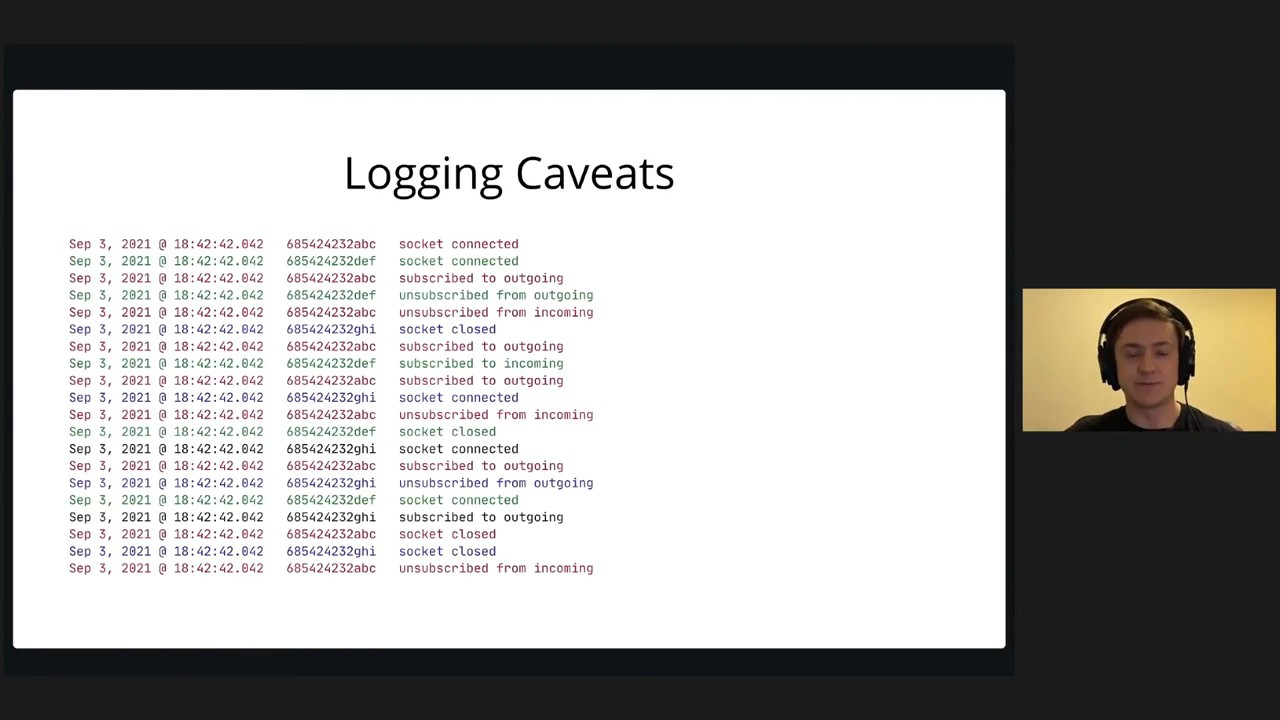 Logging Caveats
Sep 3, 2021 @ 18:42:42.042 685424232abc socket connected
Sep 3, 2021 @ 18:42:42.042 685424232def socket connected
Sep 3, 2021 @ 18:42:42.042 685424232abc subscribed to outgoing
Sep 3, 2021 @ 18:42:42.042 685424232def unsubscribed from outgoing
Sep 3, 2021 @ 18:42:42.042 685424232abc unsubscribed from incoming
Sep 3, 2021 @ 18:42:42.042 685424232ghi socket closed
Sep 3, 2021 @ 18:42:42.042 685424232abc subscribed to outgoing
Sep 3, 2021 @ 18:42:42.042 685424232def subscribed to incoming
Sep 3, 2021 @ 18:42:42.042 685424232abc subscribed to outgoing
Sep 3, 2021 @ 18:42:42.042 685424232ghi socket connected
Sep 3, 2021 @ 18:42:42.042 685424232abc unsubscribed from incoming
Sep 3, 2021 @ 18:42:42.042 685424232def socket closed
Sep 3, 2021 @ 18:42:42.042 685424232ghi socket connected
Sep 3, 2021 @ 18:42:42.042 685424232abc subscribed to outgoing
Sep 3, 2021 @ 18:42:42.042 685424232ghi unsubscribed from outgoing
Sep 3, 2021 @ 18:42:42.042 685424232def socket connected
Sep 3, 2021 @ 18:42:42.042 685424232ghi subscribed to outgoing
Sep 3, 2021 @ 18:42:42.042 685424232abc socket closed
Sep 3, 2021 @ 18:42:42.042 685424232ghi socket closed
Sep 3, 2021 @ 18:42:42.042 685424232abc unsubscribed from incoming